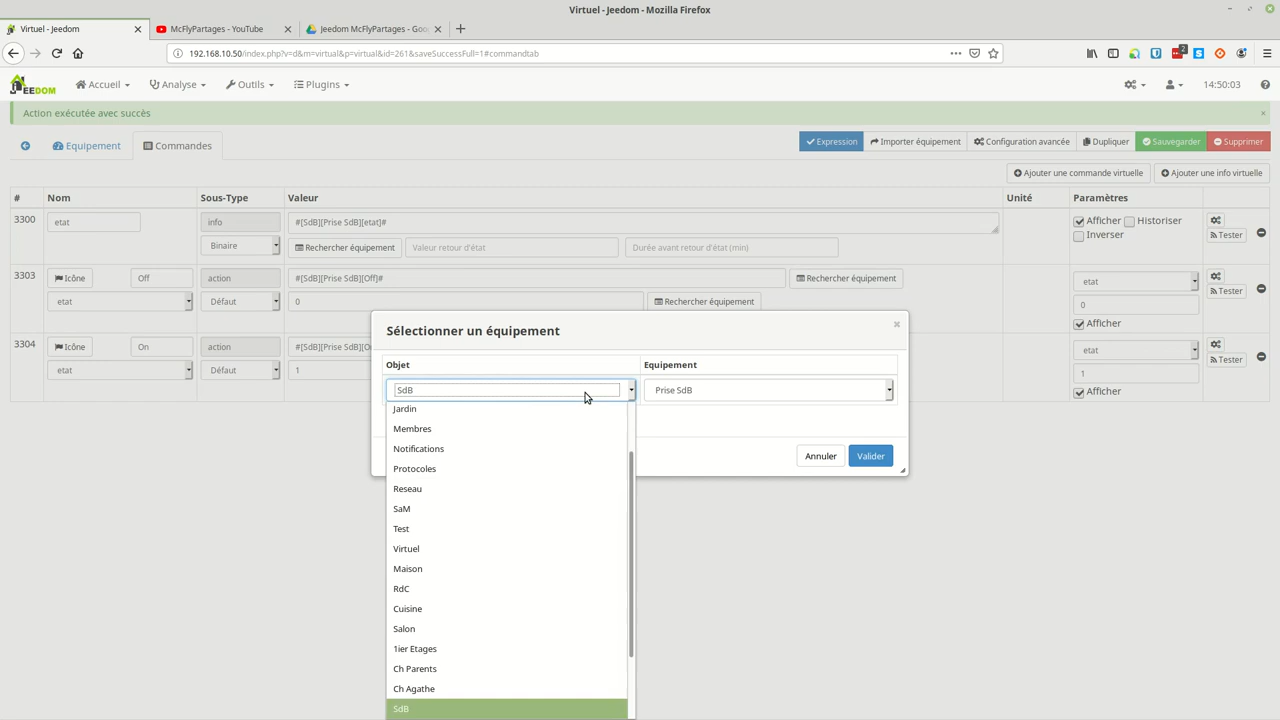 Virtuel - Jeedom - Mozilla Firefox
Virtuel - Jeedom
McFlyPartages - YouTube
Jeedom McFlyPartages - Goo
192.168.10.50/index.php?v=d&m=virtual&p=virtual&id=261&saveSuccessFull=1#commandtab
2
JEEDOM
Accueil
Analyse
Outils
Plugins
14:50:03
Action exécutée avec succès
Equipement
Commandes
Expression
Importer équipement
Configuration avancée
Dupliquer
Sauvegarder
Supprimer
Ajouter une commande virtuelle
Ajouter une info virtuelle
# Nom Sous-Type Valeur Unité Paramètres
3300 etat info #[SdB][Prise SdB][etat]# Afficher Historiser
Tester
Inverser
Binaire Rechercher équipement Valeur retour d'état Durée avant retour d'état (min)
3303 Icône Off action #[SdB][Prise SdB][Off]# Rechercher équipement etat
Tester
etat Défaut 0 Rechercher équipement 0
Afficher
3304 Icône On action #[SdB][Prise SdB][O etat
Tester
etat Défaut 1 1
Afficher
Sélectionner un équipement
Objet Equipement
SdB Prise SdB
Jardin
Membres
Notifications
Protocoles
Reseau
SaM
Test
Virtuel
Maison
RdC
Cuisine
Salon
1ier Etages
Ch Parents
Ch Agathe
SdB
Annuler Valider